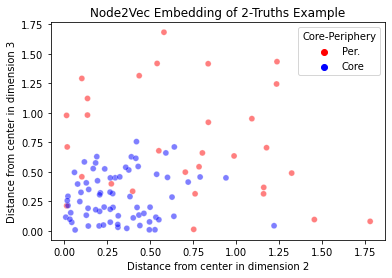 Node2Vec Embedding of 2-Truths Example
Distance from center in dimension 3
1.75
1.50
1.25
1.00
0.75
0.50
0.25
0.00
Core-Periphery
Per.
Core
0.00 0.25 0.50 0.75 1.00 1.25 1.50 1.75
Distance from center in dimension 2